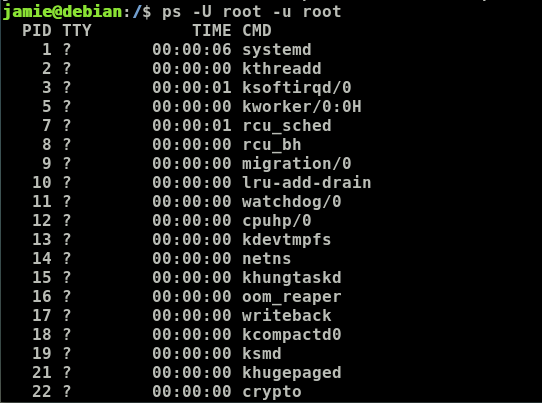 jamie@debian:/$ ps -U root -u root
  PID TTY          TIME CMD
    1 ?        00:00:06 systemd
    2 ?        00:00:00 kthreadd
    3 ?        00:00:01 ksoftirqd/0
    5 ?        00:00:00 kworker/0:0H
    7 ?        00:00:01 rcu_sched
    8 ?        00:00:00 rcu_bh
    9 ?        00:00:00 migration/0
   10 ?        00:00:00 lru-add-drain
   11 ?        00:00:00 watchdog/0
   12 ?        00:00:00 cpuhp/0
   13 ?        00:00:00 kdevtmpfs
   14 ?        00:00:00 netns
   15 ?        00:00:00 khungtaskd
   16 ?        00:00:00 oom_reaper
   17 ?        00:00:00 writeback
   18 ?        00:00:00 kcompactd0
   19 ?        00:00:00 ksmd
   21 ?        00:00:00 khugepaged
   22 ?        00:00:00 crypto